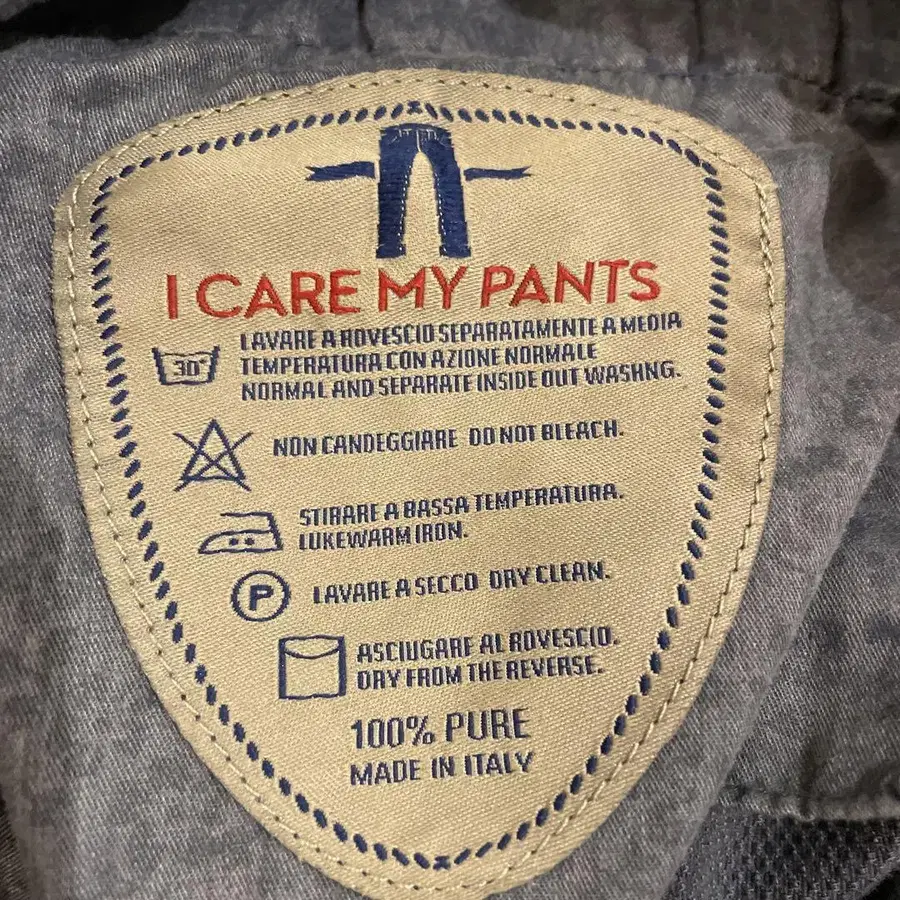 I CARE MY PANTS
30°
LAVARE A ROVESCIO SEPARATAMENTE A MEDIA
TEMPERATURA CON AZIONE NORMALE
NORMAL AND SEPARATE INSIDE OUT WASHNG.
NON CANDEGGIARE DO NOT BLEACH.
STIRARE A BASSA TEMPERATURA.
LUKEWARM IRON.
P
LAVARE A SECCO DRY CLEAN.
ASCIUGARE AL ROVESCIO.
DRY FROM THE REVERSE.
100% PURE
MADE IN ITALY